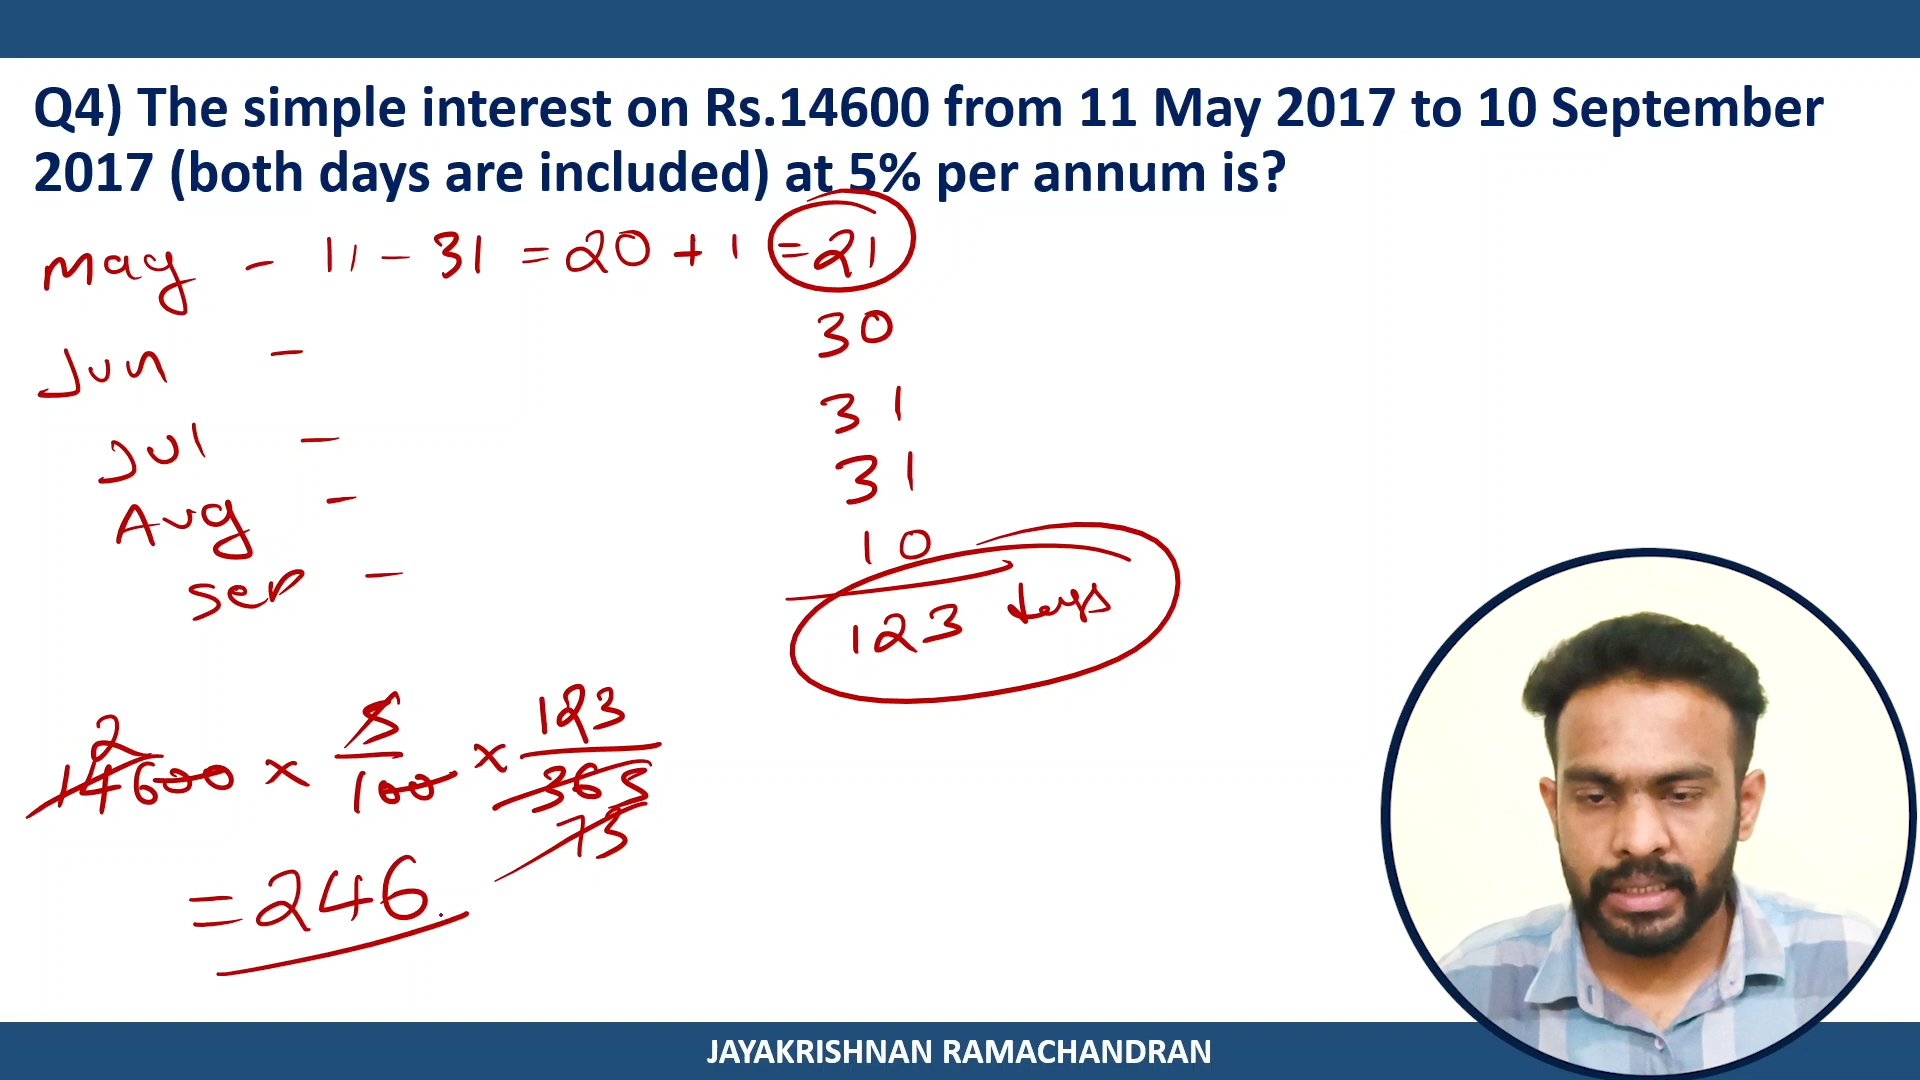 Q4) The simple interest on Rs.14600 from 11 May 2017 to 10 September
2017 (both days are included) at 5% per annum is?
May - 11 - 31 = 20 + 1 = 21
Jun - 30
Jul - 31
Aug - 31
Sep - 10
123 days
2
14600 × 5/100 × 123/365
73
= 246.
JAYAKRISHNAN RAMACHANDRAN